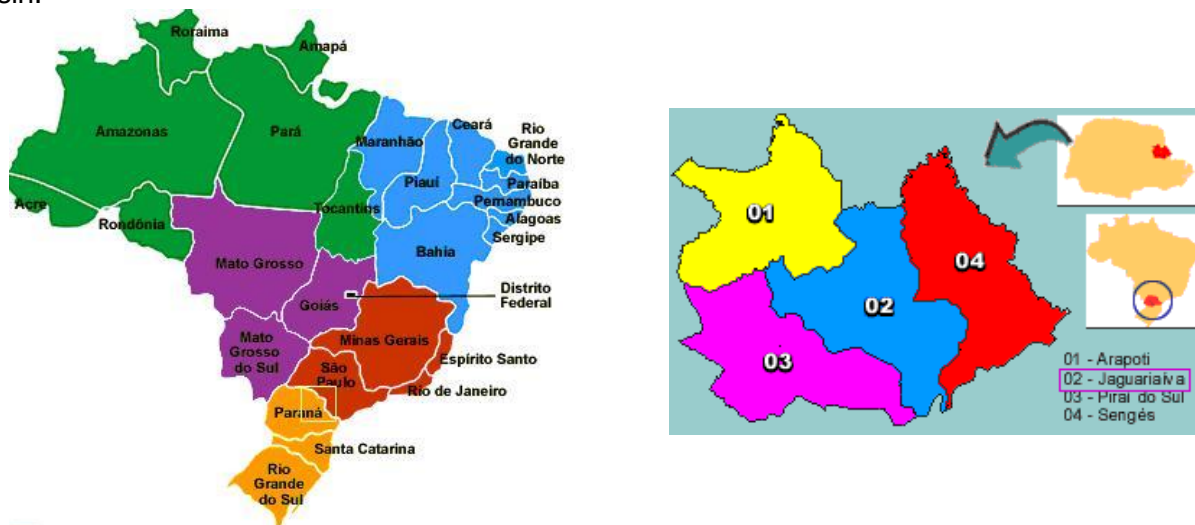 Roraima
Amapá
Amazonas
Pará
Maranhão
Ceará
Rio
Grande
do Norte
Piauí
Paraíba
Pernambuco
Acre
Rondônia
Tocantins
Alagoas
Sergipe
Bahia
Mato Grosso
Goiás
Distrito
Federal
Mato
Grosso
do Sul
Minas Gerais
Espírito Santo
São
Paulo
Rio de Janeiro
Paraná
Santa Catarina
Rio
Grande
do Sul
01
02
03
04
01 - Arapoti
02 - Jaguariaíva
03 - Piraí do Sul
04 - Sengés